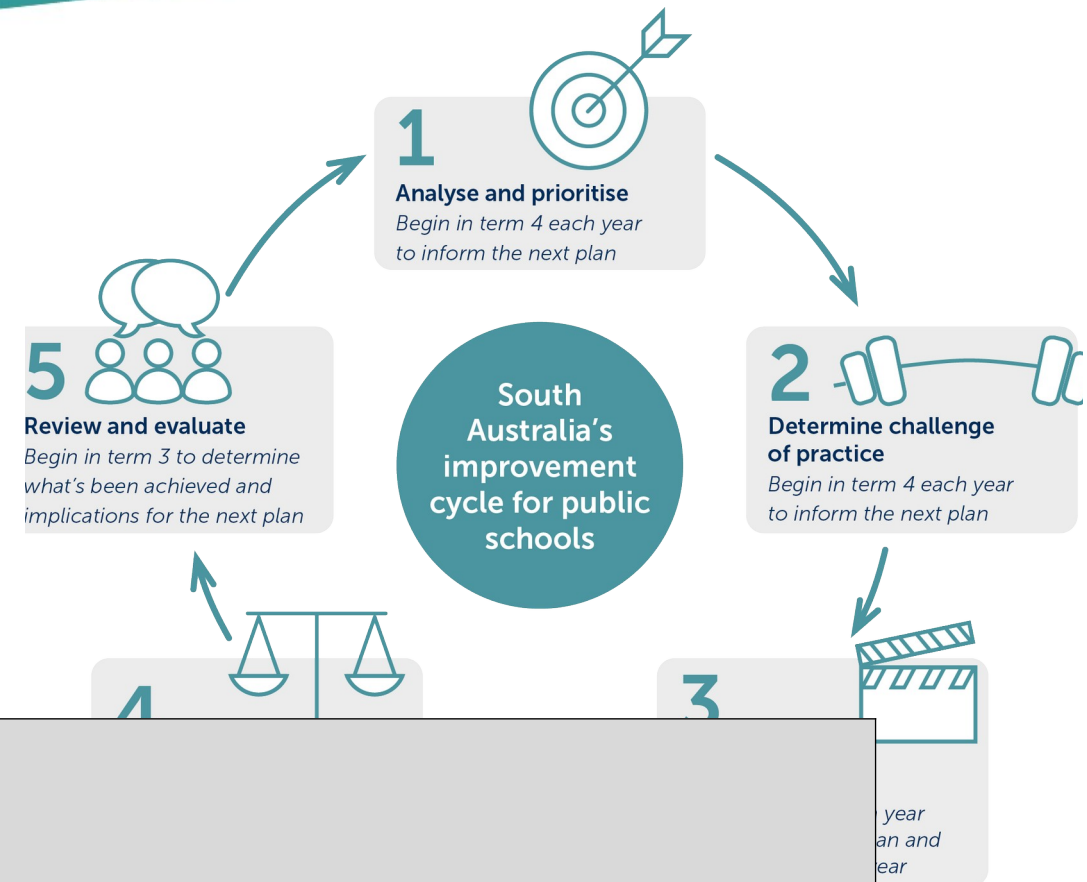 1
Analyse and prioritise
Begin in term 4 each year
to inform the next plan
2
Determine challenge
of practice
Begin in term 4 each year
to inform the next plan
3
year
an and
ear
4
5
Review and evaluate
Begin in term 3 to determine
what's been achieved and
implications for the next plan
South
Australia's
improvement
cycle for public
schools